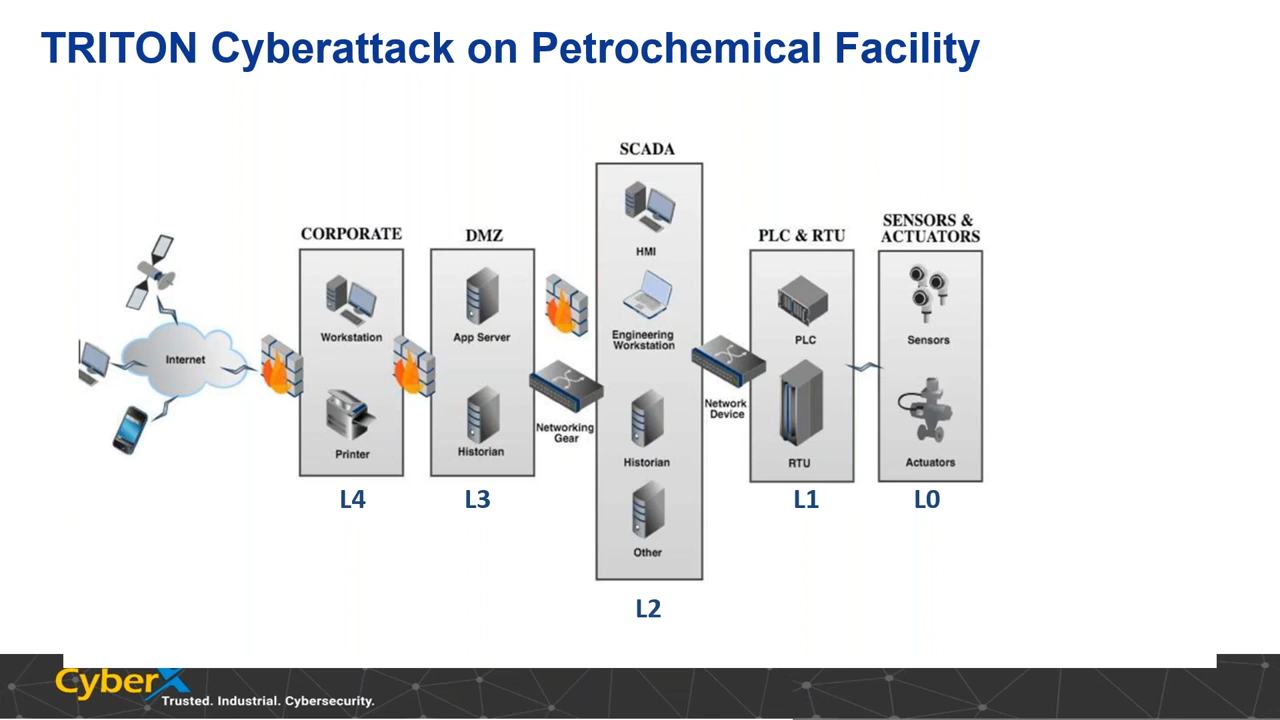 TRITON Cyberattack on Petrochemical Facility
SCADA
HMI
Engineering
Workstation
Historian
Other
L2
CORPORATE
Workstation
Printer
L4
DMZ
App Server
Historian
L3
Internet
Networking
Gear
Network
Device
PLC & RTU
PLC
RTU
L1
SENSORS &
ACTUATORS
Sensors
Actuators
L0
CyberX
Trusted. Industrial. Cybersecurity.